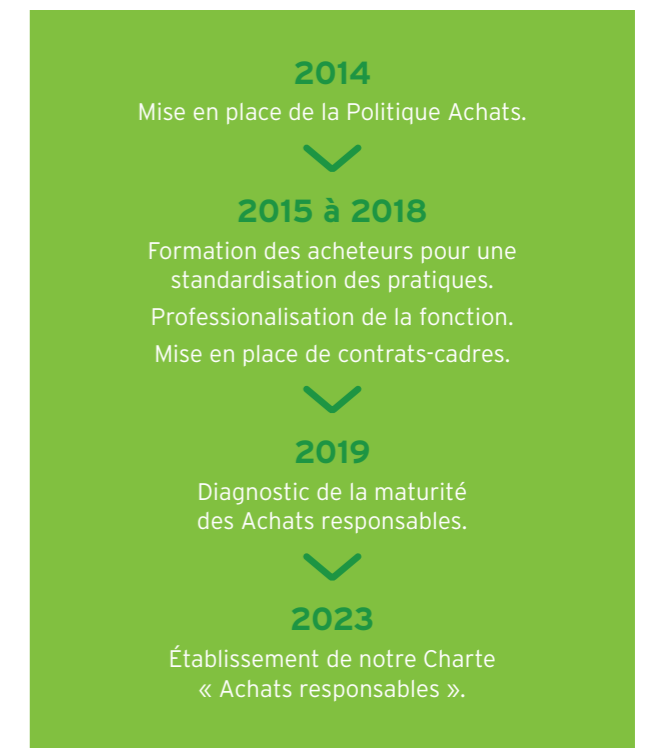 2014
Mise en place de la Politique Achats.
2015 à 2018
Formation des acheteurs pour une
standardisation des pratiques.
Professionalisation de la fonction.
Mise en place de contrats-cadres.
2019
Diagnostic de la maturité
des Achats responsables.
2023
Établissement de notre Charte
« Achats responsables ».